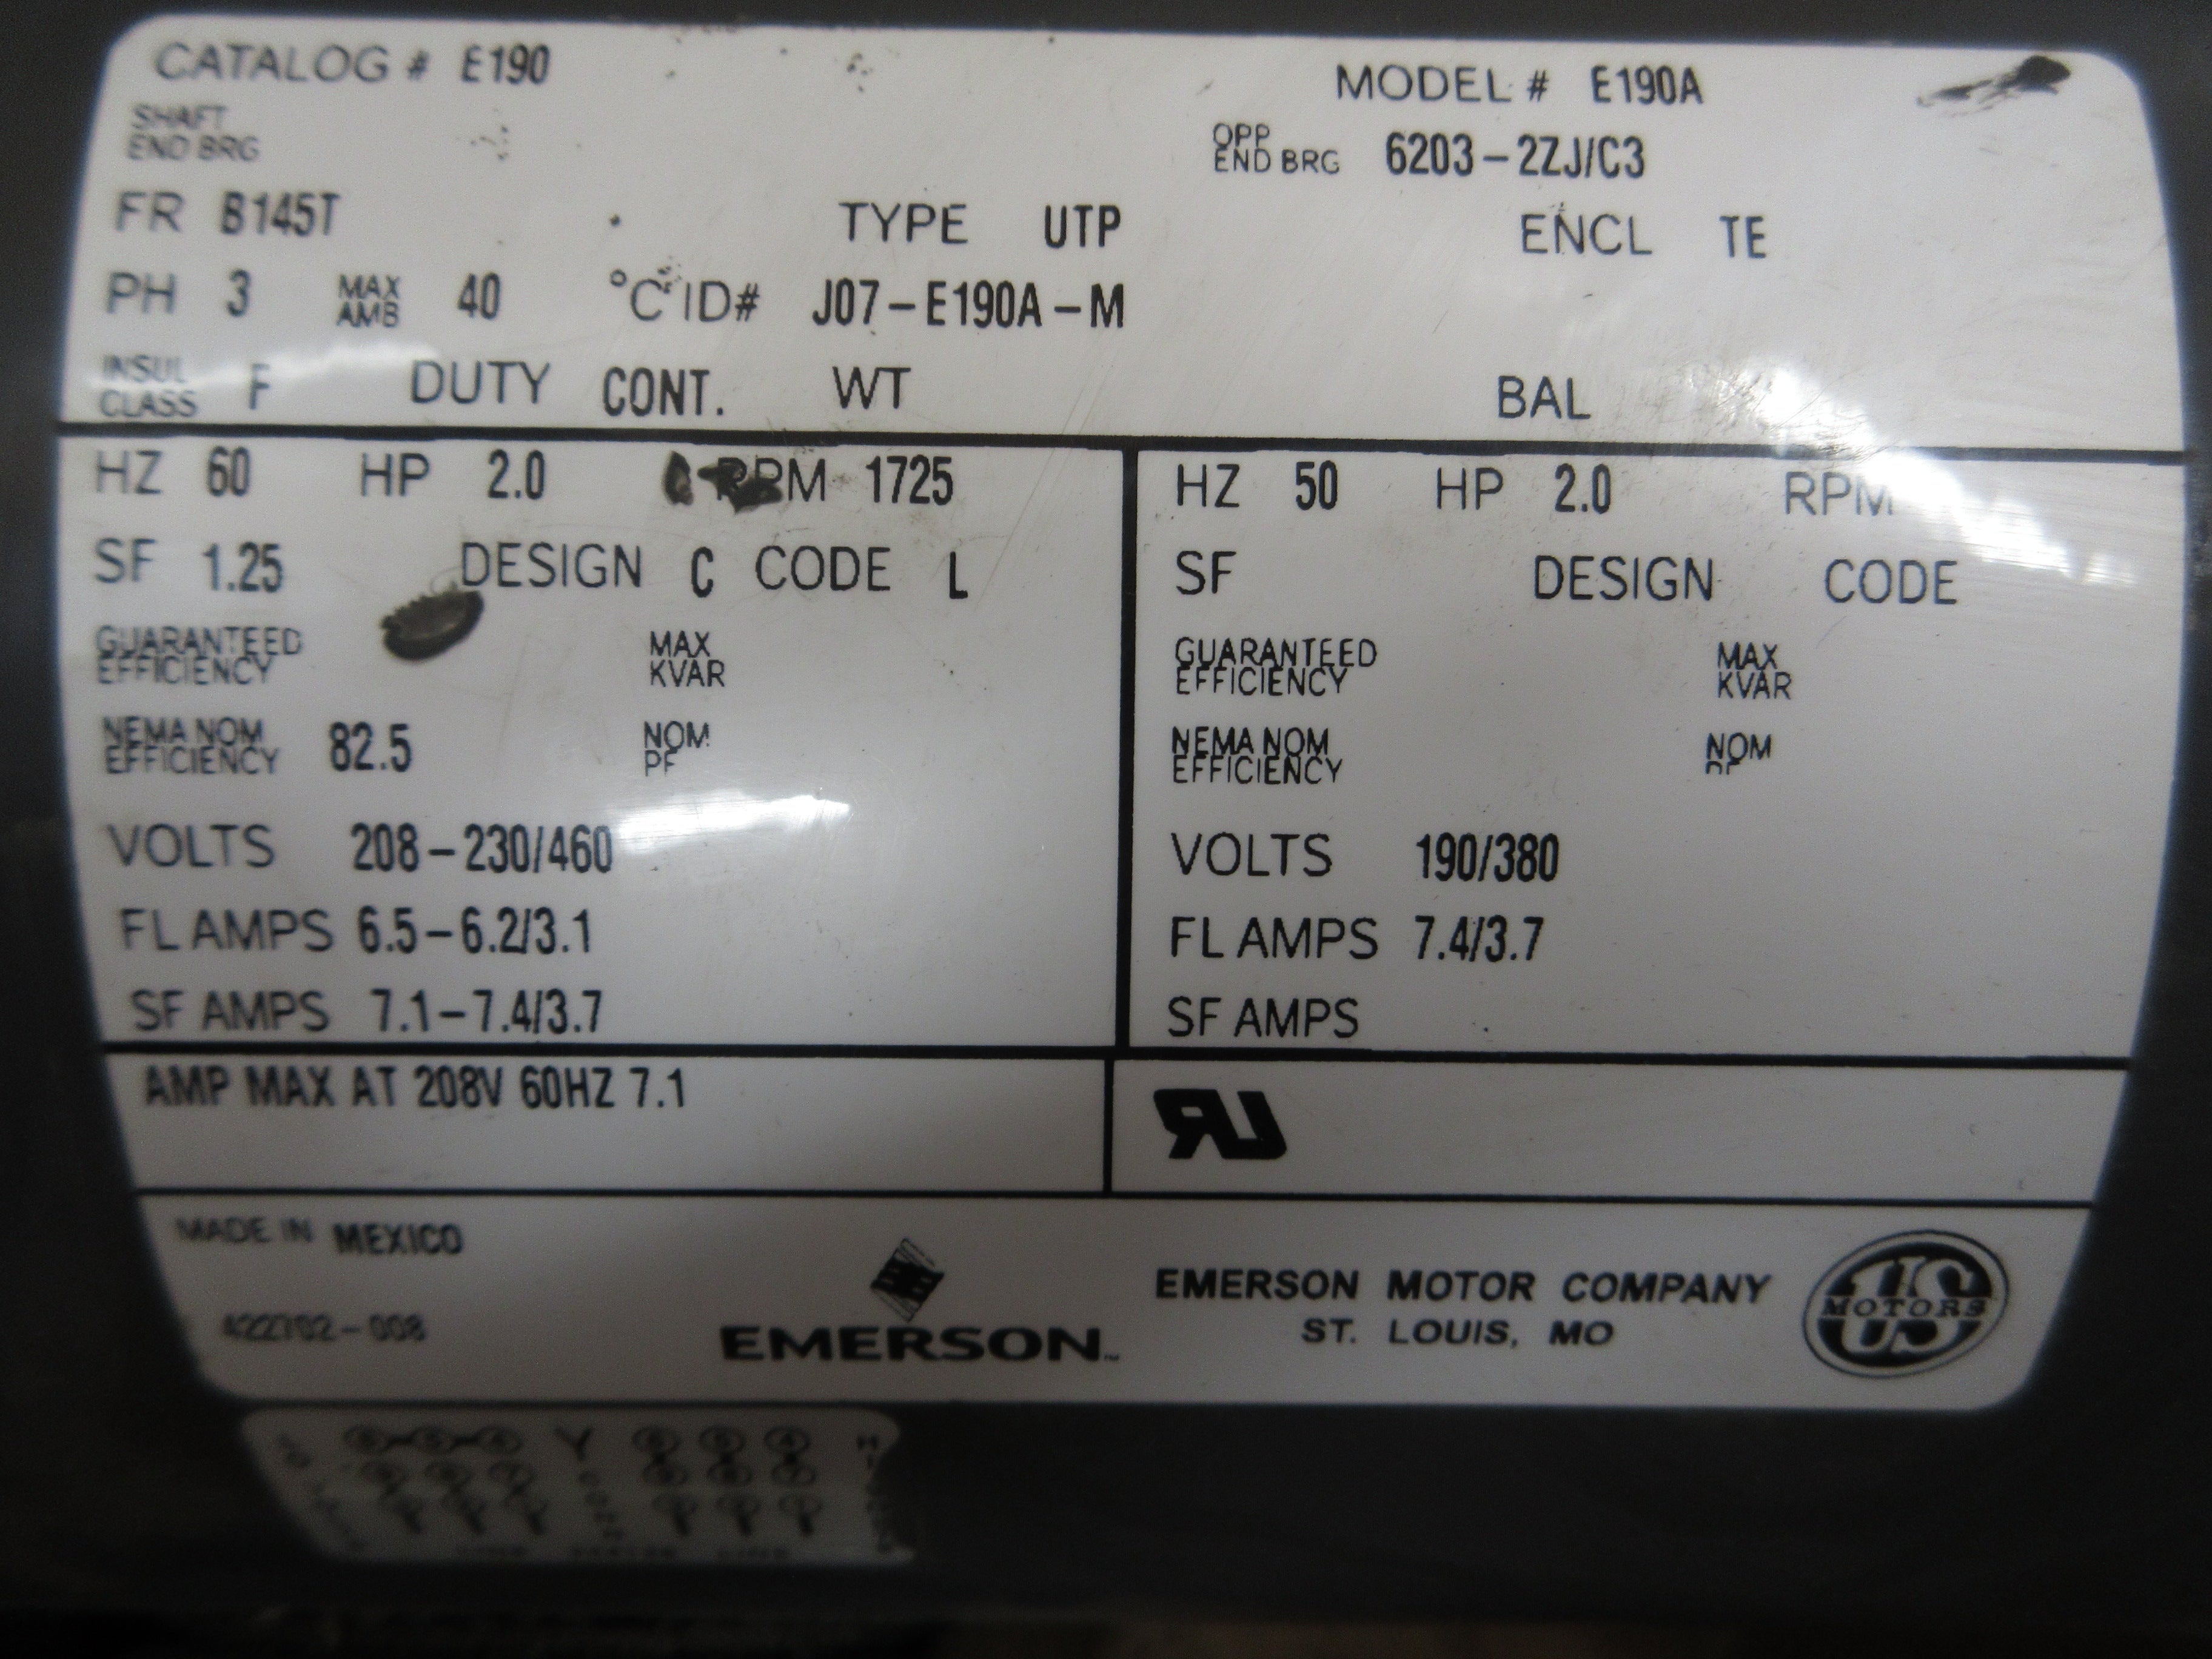 CATALOG # E190 MODEL # E190A
SHAFT END BRG OPP END BRG 6203-2ZJ/C3
FR B145T TYPE UTP ENCL TE
PH 3 MAX AMB 40 °C ID# J07-E190A-M
INSUL CLASS F DUTY CONT. WT BAL
HZ 60 HP 2.0 RPM 1725
SF 1.25 DESIGN C CODE L
GUARANTEED EFFICIENCY MAX KVAR
NEMA NOM EFFICIENCY 82.5 NOM PF
VOLTS 208-230/460
FL AMPS 6.5-6.2/3.1
SF AMPS 7.1-7.4/3.7
HZ 50 HP 2.0 RPM
SF DESIGN CODE
GUARANTEED EFFICIENCY MAX KVAR
NEMA NOM EFFICIENCY NOM PF
VOLTS 190/380
FL AMPS 7.4/3.7
SF AMPS
AMP MAX AT 208V 60HZ 7.1
RU
MADE IN MEXICO
422702-008
EMERSON™
EMERSON MOTOR COMPANY
ST. LOUIS, MO
US MOTORS